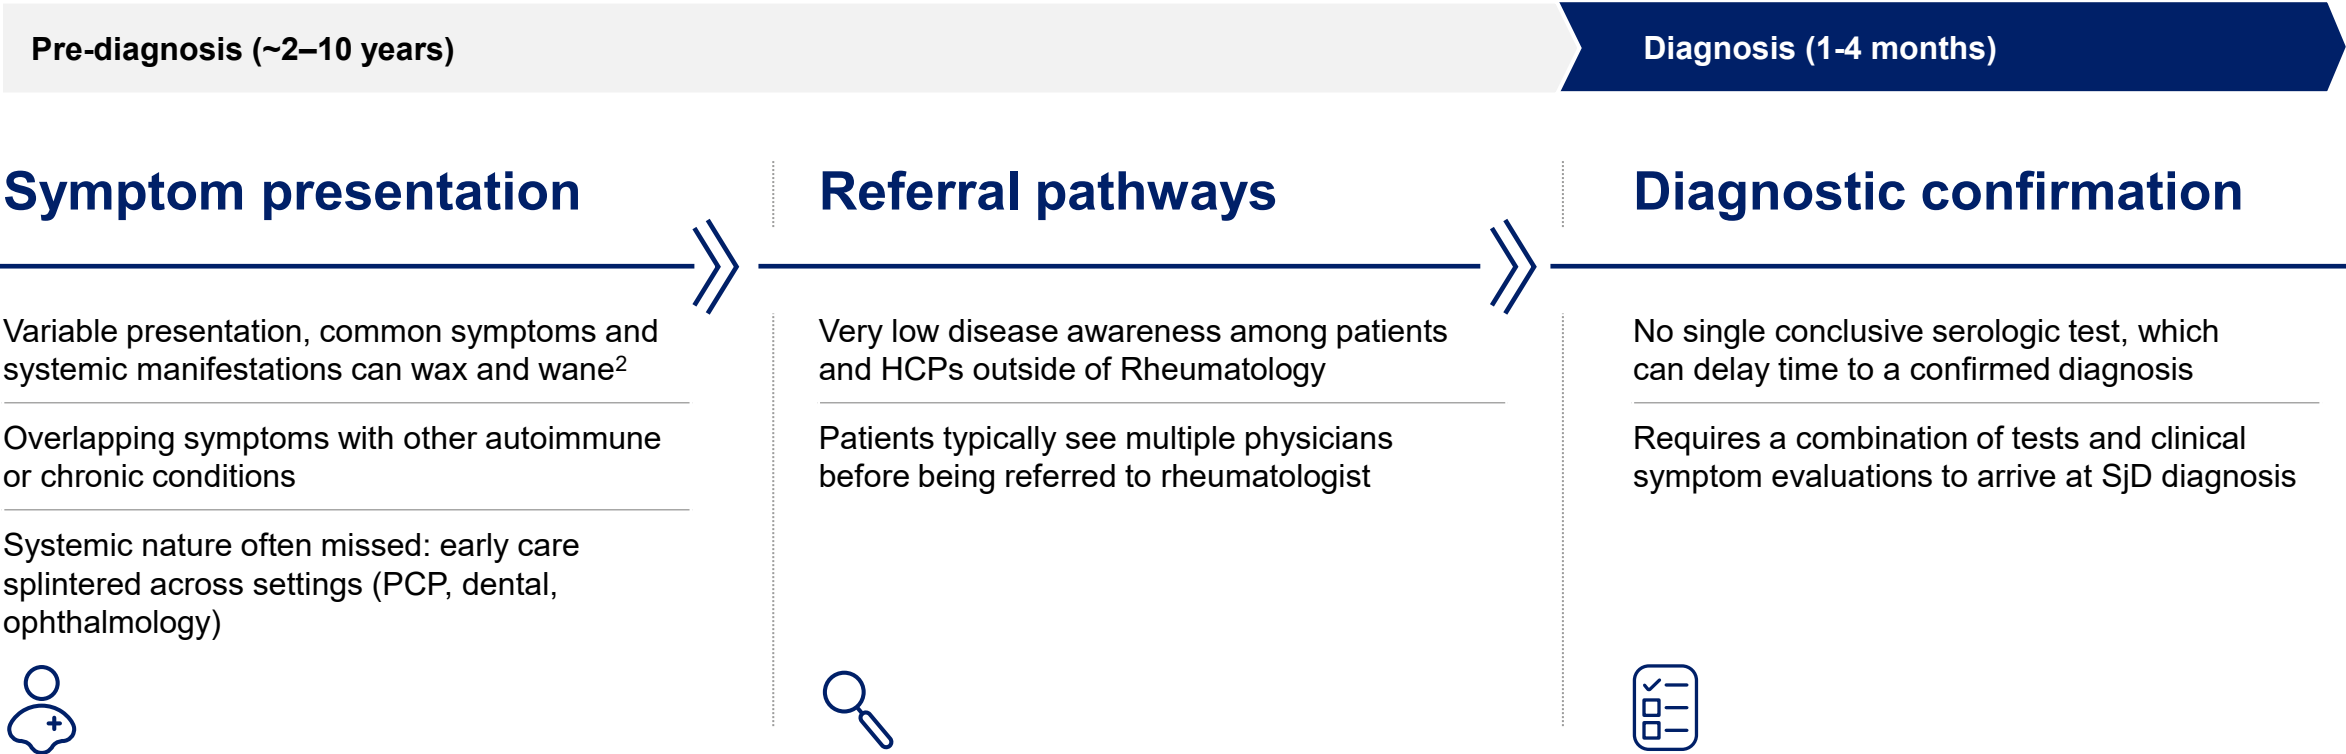 Pre-diagnosis (~2–10 years)
Diagnosis (1-4 months)
Symptom presentation
Variable presentation, common symptoms and
systemic manifestations can wax and wane²
Overlapping symptoms with other autoimmune
or chronic conditions
Systemic nature often missed: early care
splintered across settings (PCP, dental,
ophthalmology)
Referral pathways
Very low disease awareness among patients
and HCPs outside of Rheumatology
Patients typically see multiple physicians
before being referred to rheumatologist
Diagnostic confirmation
No single conclusive serologic test, which
can delay time to a confirmed diagnosis
Requires a combination of tests and clinical
symptom evaluations to arrive at SjD diagnosis